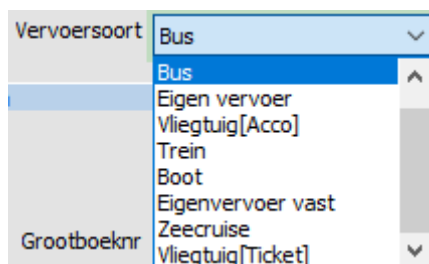 Vervoersoort Bus
Bus
Eigen vervoer
Vliegtuig[Acco]
Trein
Boot
Eigenvervoer vast
Zeecruise
Grootboeknr
Vliegtuig[Ticket]